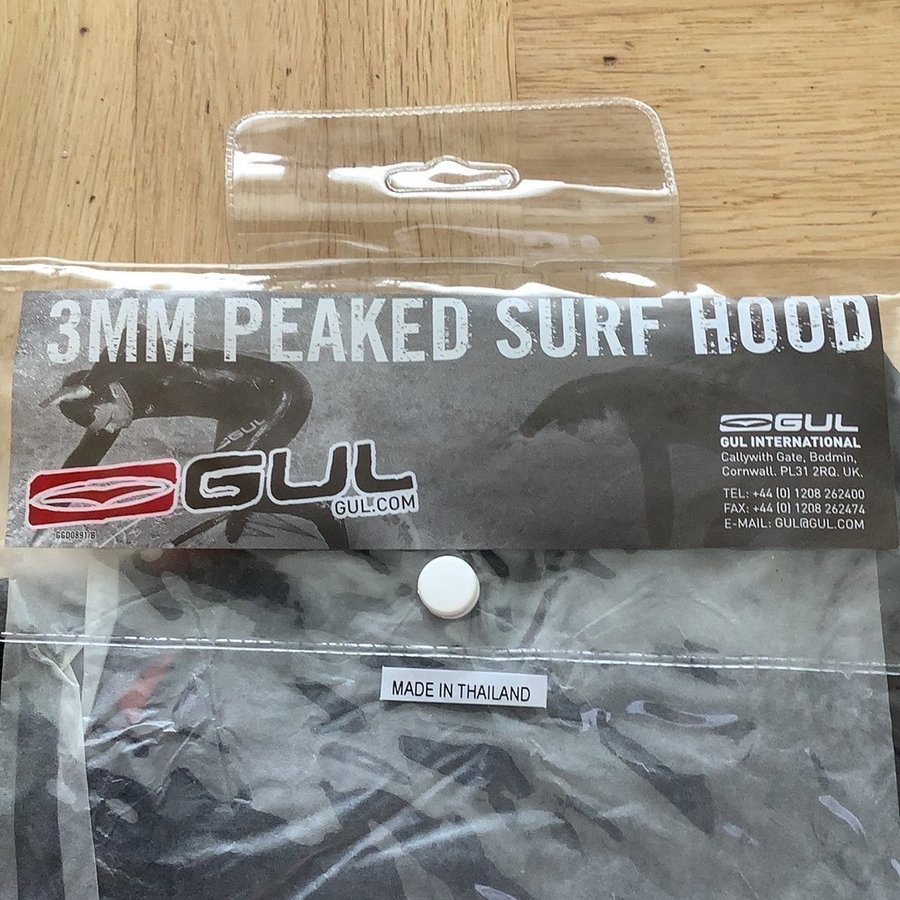 3MM PEAKED SURF HOOD
GUL
GUL.COM
GUL
GUL INTERNATIONAL
Callywith Gate, Bodmin,
Cornwall. PL31 2RQ. UK.
TEL: +44 (0) 1208 262400
FAX: +44 (0) 1208 262474
E-MAIL: GUL@GUL.COM
GUL
MADE IN THAILAND